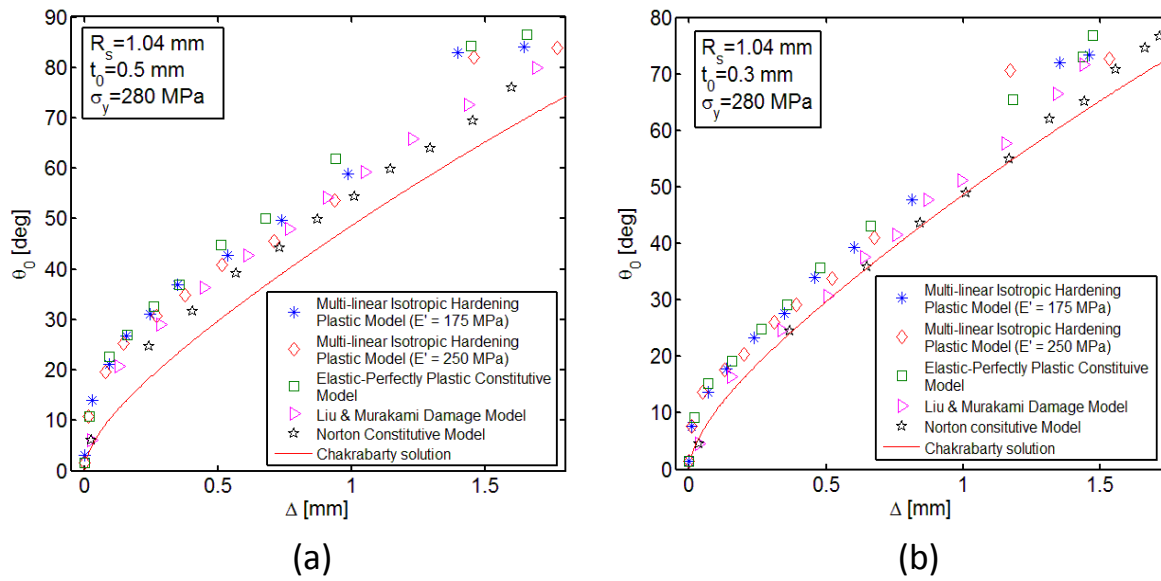 90
80
70
60
50
40
30
20
10
0
θ0 [deg]
Rs=1.04 mm
t0=0.5 mm
σy=280 MPa
Multi-linear Isotropic Hardening
Plastic Model (E' = 175 MPa)
Multi-linear Isotropic Hardening
Plastic Model (E' = 250 MPa)
Elastic-Perfectly Plastic Constitutive
Model
Liu & Murakami Damage Model
Norton Constitutive Model
Chakrabarty solution
0 0.5 1 1.5
Δ [mm]
(a)
80
70
60
50
40
30
20
10
0
θ0 [deg]
Rs=1.04 mm
t0=0.3 mm
σy=280 MPa
Multi-linear Isotropic Hardening
Plastic Model (E' = 175 MPa)
Multi-linear Isotropic Hardening
Plastic Model (E' = 250 MPa)
Elastic-Perfectly Plastic Constituive
Model
Liu & Murakami Damage Model
Norton consitutive Model
Chakrabarty solution
0 0.5 1 1.5
Δ [mm]
(b)